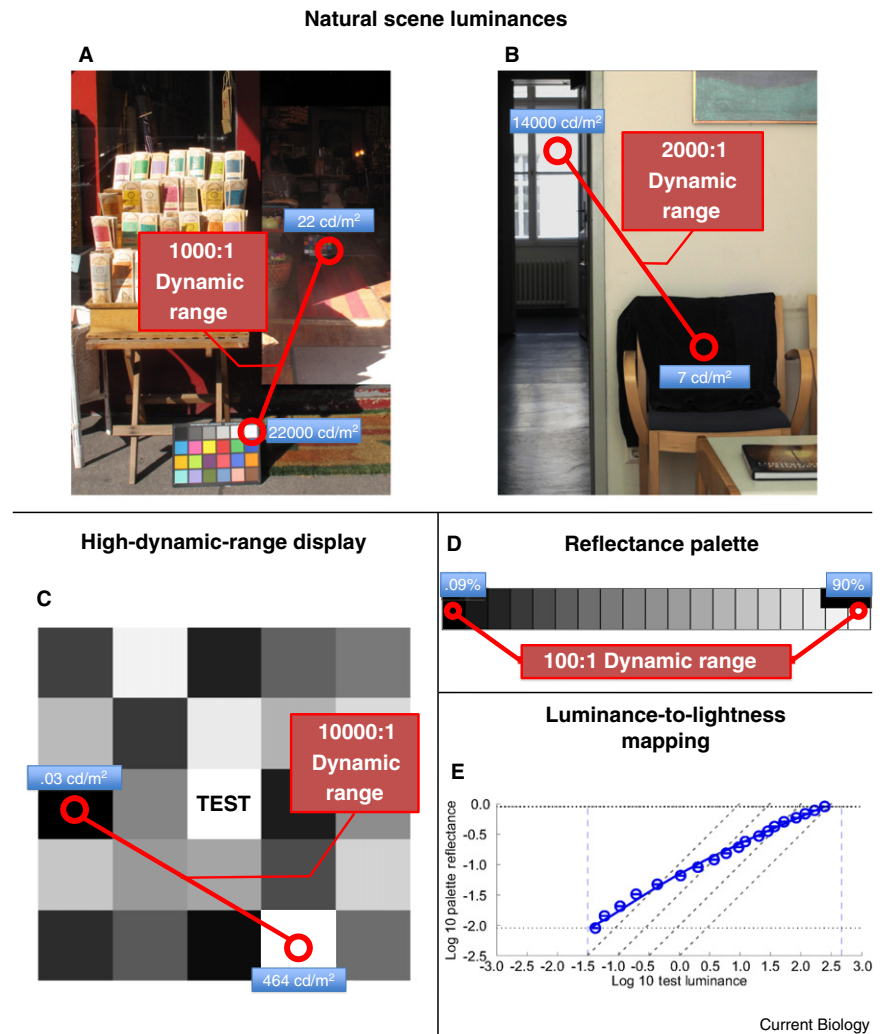 Natural scene luminances
A
B
22 cd/m²
1000:1
Dynamic
range
22000 cd/m²
14000 cd/m²
2000:1
Dynamic
range
7 cd/m²
High-dynamic-range display
C
10000:1
Dynamic
range
.03 cd/m²
TEST
464 cd/m²
D
Reflectance palette
.09%
90%
100:1 Dynamic range
Luminance-to-lightness
mapping
E
Log 10 palette reflectance
0.0
-0.5
-1.0
-1.5
-2.0
-2.5
-3.0 -2.5 -2.0 -1.5 -1.0 -0.5 0.0 0.5 1.0 1.5 2.0 2.5 3.0
Log 10 test luminance
Current Biology